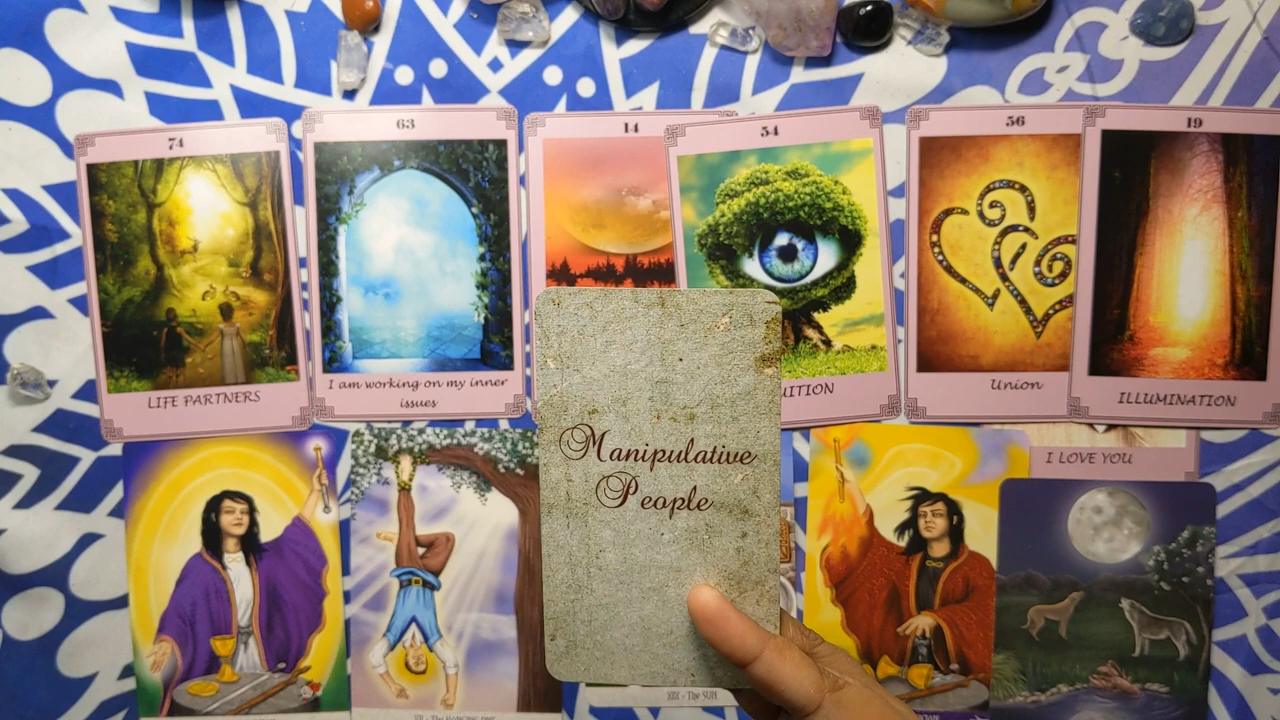 74
63
14
54
56
19
LIFE PARTNERS
I am working on my inner
issues
UITION
Union
ILLUMINATION
Manipulative
People
I LOVE YOU
XIX - The SUN